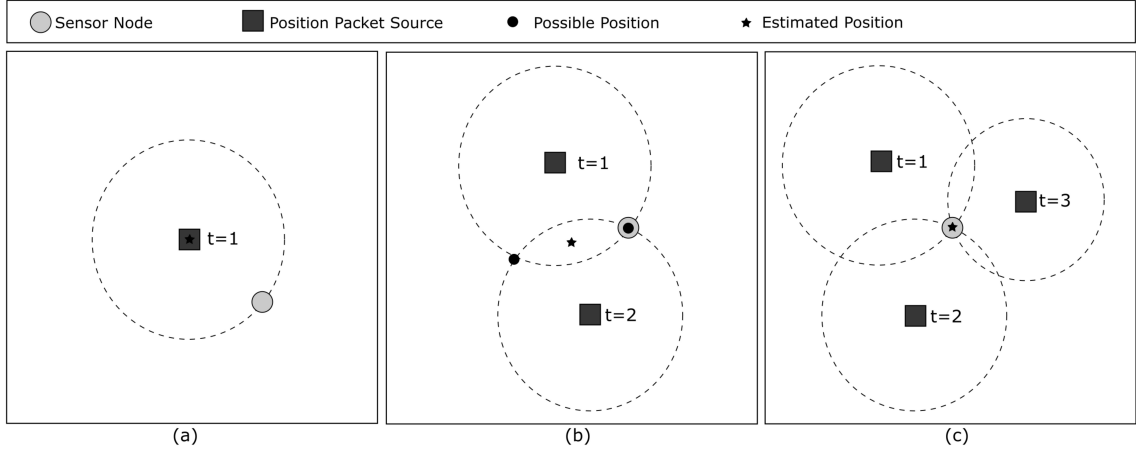 Sensor Node Position Packet Source Possible Position Estimated Position
t=1
(a)
t=1
t=2
(b)
t=1
t=3
t=2
(c)